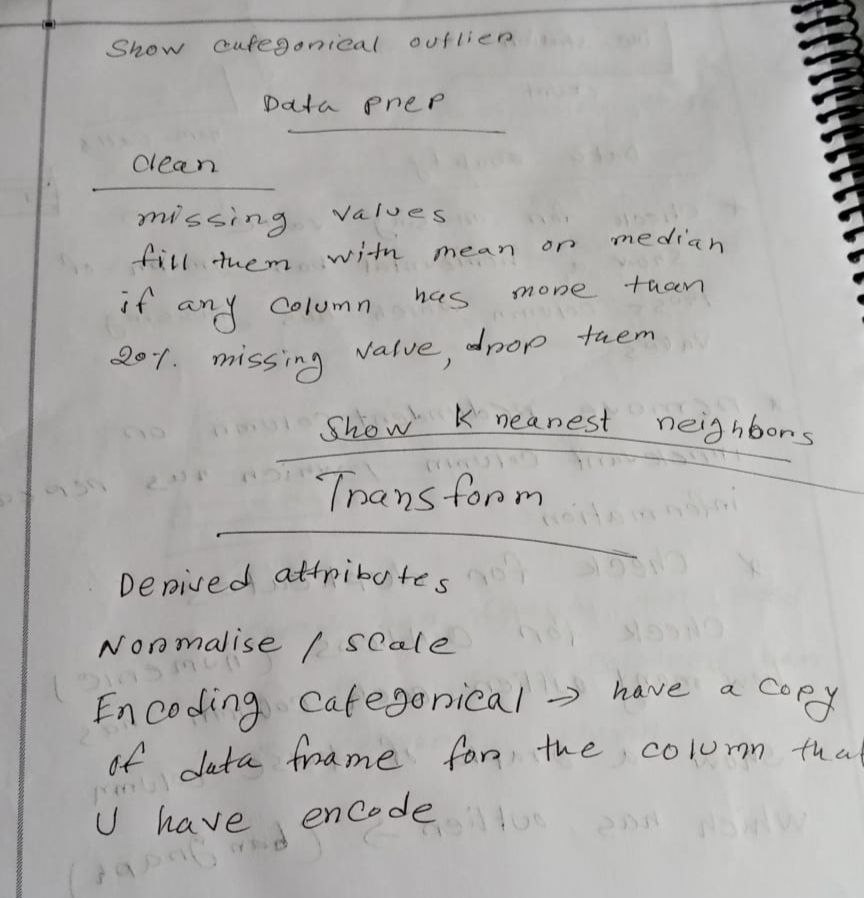 Show categorical outlier
Data prep
Clean
missing values
fill them with mean or median
if any column has more than
20% missing value, drop them
Show K nearest neighbors
Transform
Derived attributes
Normalise / scale
Encoding categorical → have a copy
of data frame for the column that
U have encode